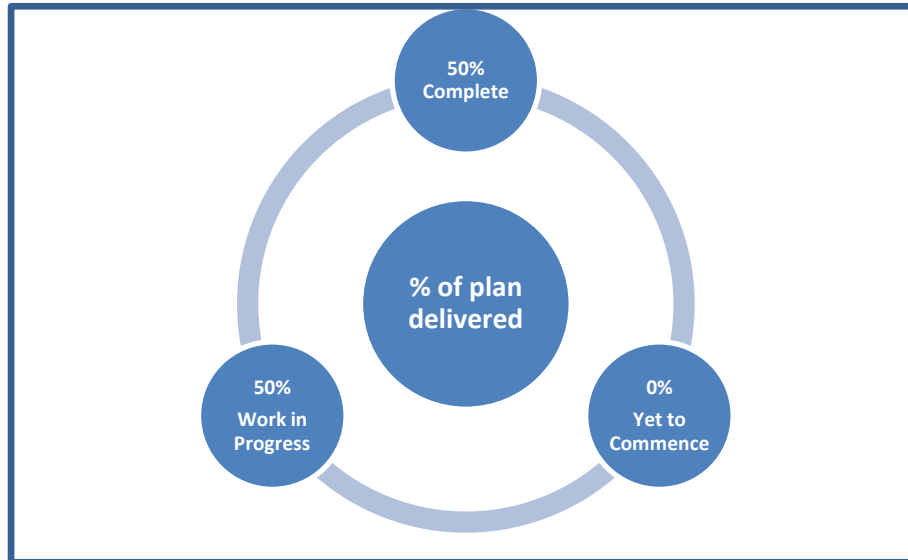 50%
Complete
% of plan
delivered
50%
Work in
Progress
0%
Yet to
Commence